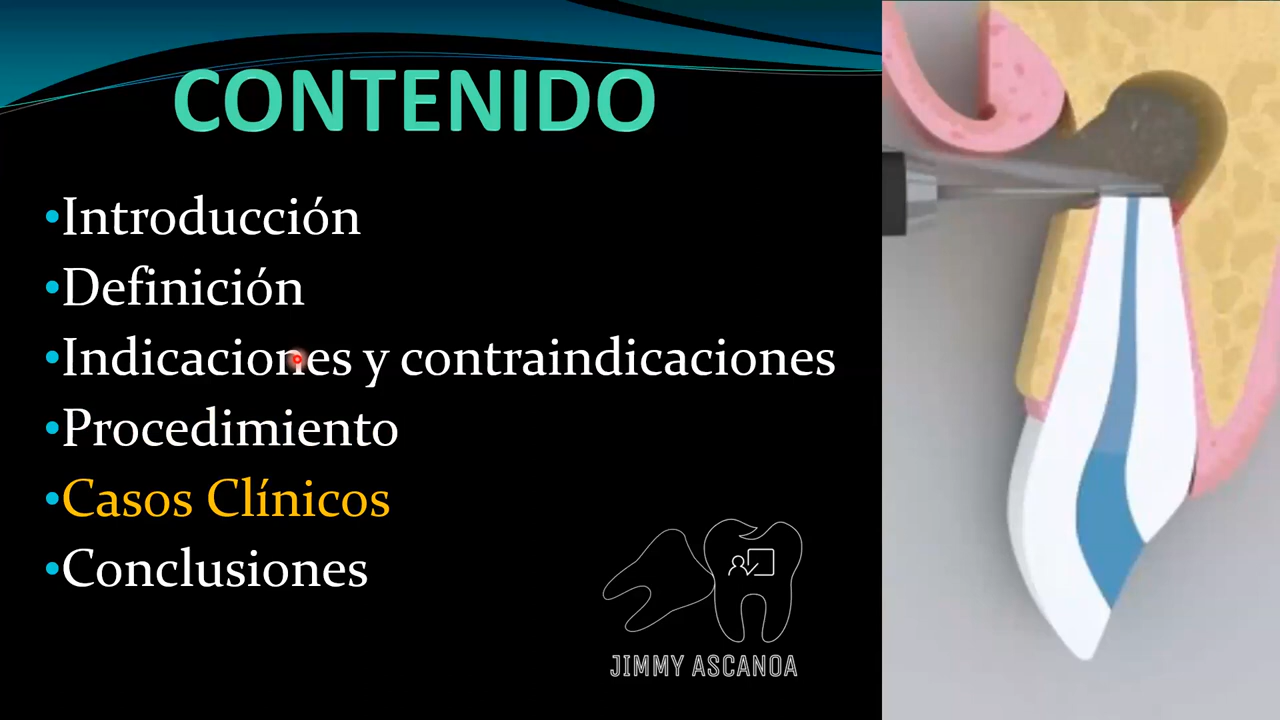 CONTENIDO
•Introducción
•Definición
•Indicaciones y contraindicaciones
•Procedimiento
•Casos Clínicos
•Conclusiones
JIMMY ASCANOA